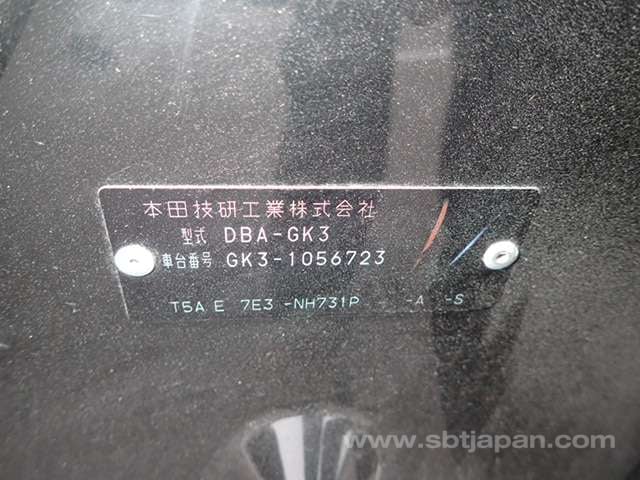 本田技研工業株式会社
型式 DBA-GK3
車台番号 GK3-1056723
T5A E 7E3 -NH731P - -A -S
www.sbtjapan.com